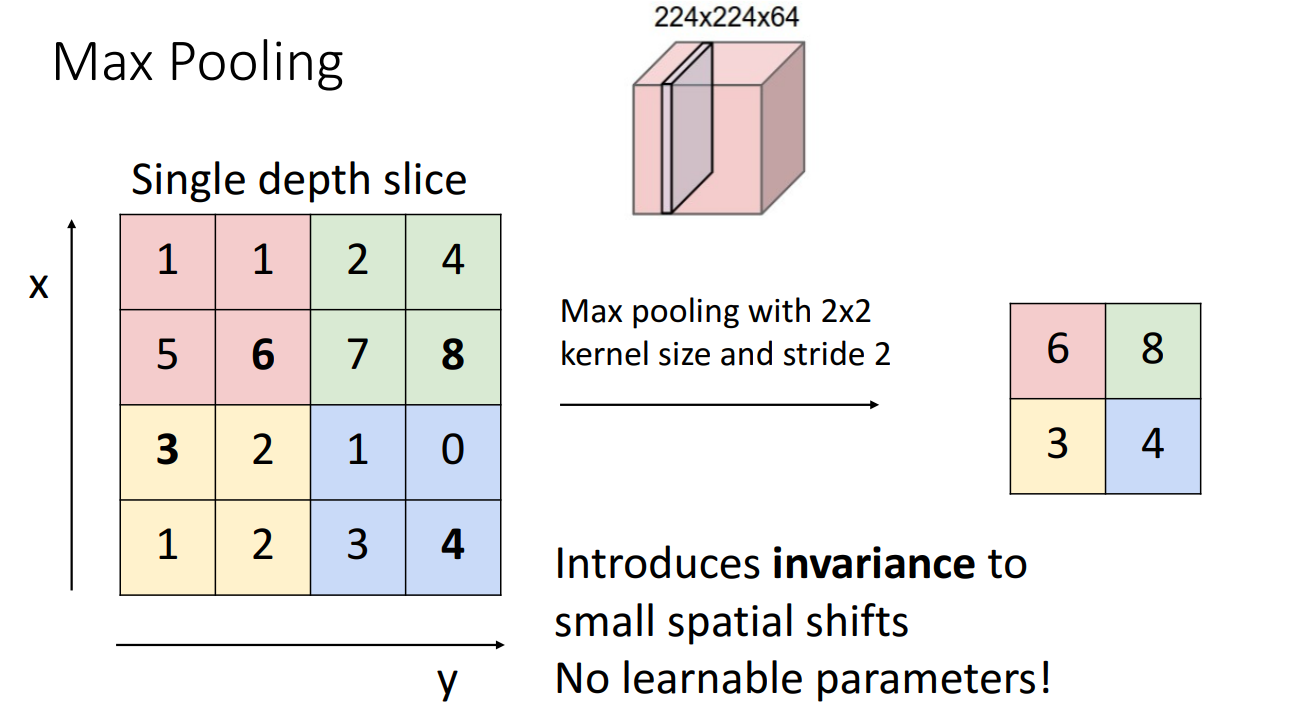 224x224x64
Max Pooling
Single depth slice
x
1 1 2 4
5 6 7 8
3 2 1 0
1 2 3 4
y
Max pooling with 2x2
kernel size and stride 2
6 8
3 4
Introduces invariance to
small spatial shifts
No learnable parameters!